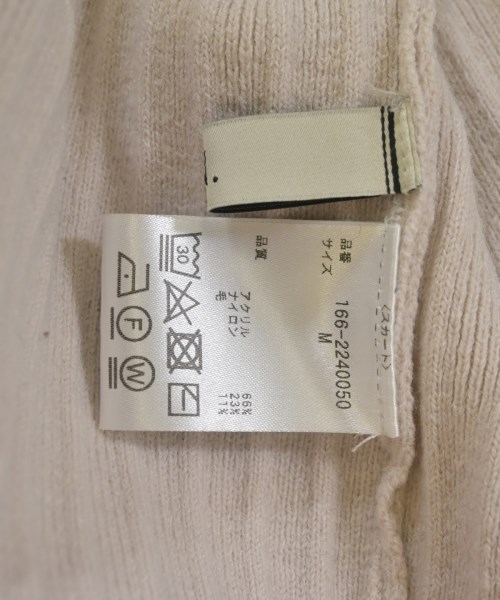 〈スカート〉
品番 166-2240050
サイズ M
品質
アクリル 66%
ナイロン 23%
毛 11%
30
F W